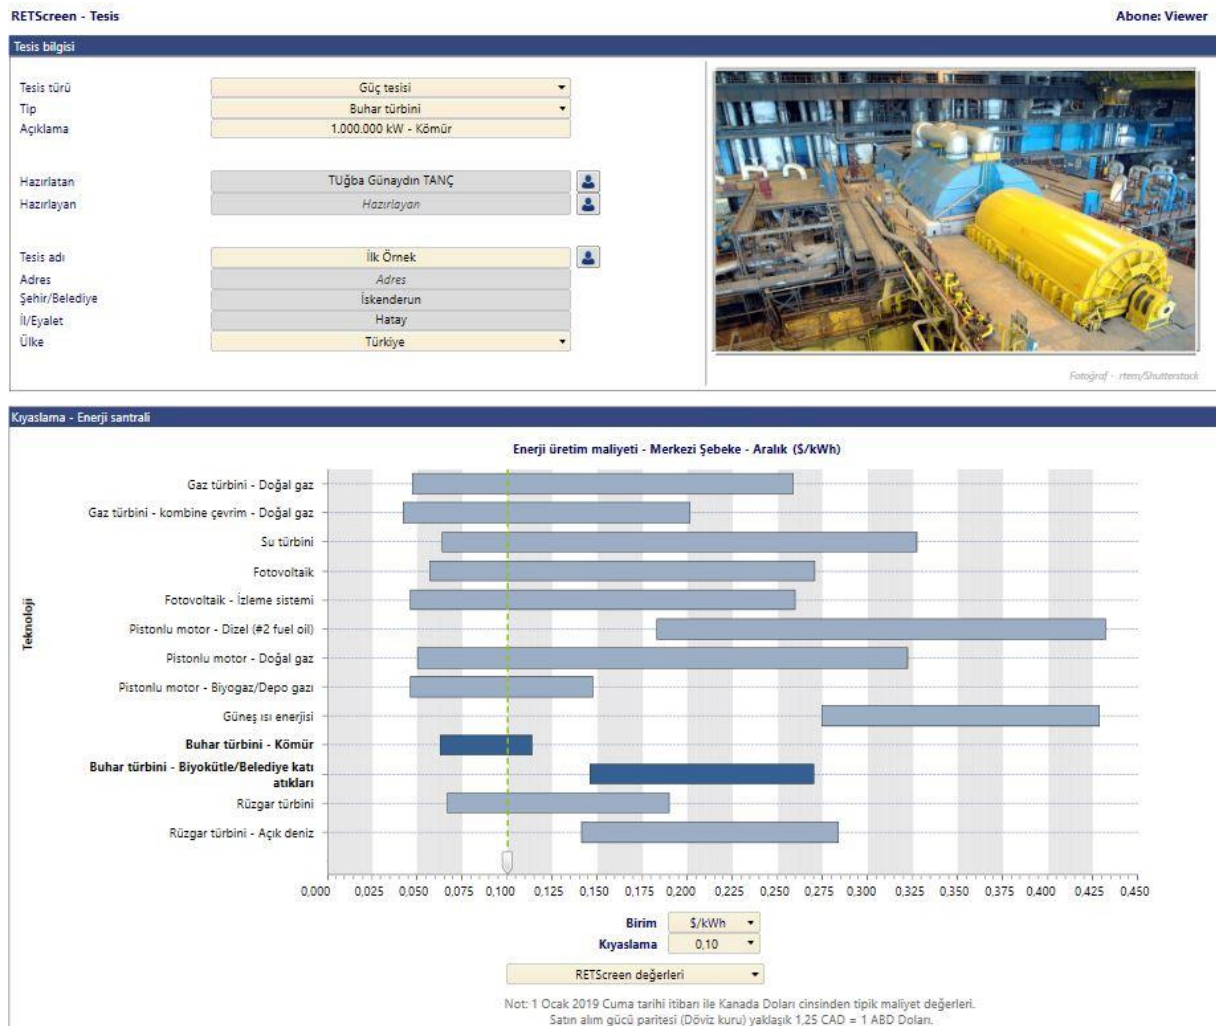 RETScreen - Tesis
Abone: Viewer
Tesis bilgisi
Tesis türü
Güç tesisi
Tip
Buhar türbini
Açıklama
1.000.000 kW - Kömür
Hazırlatan
TUğba Günaydın TANÇ
Hazırlayan
Hazırlayan
Tesis adı
İlk Örnek
Adres
Adres
Şehir/Belediye
İskenderun
İl/Eyalet
Hatay
Ülke
Türkiye
Fotoğraf - rtem/Shutterstock
Kıyaslama - Enerji santrali
Enerji üretim maliyeti - Merkezi Şebeke - Aralık ($/kWh)
Teknoloji
Gaz türbini - Doğal gaz
Gaz türbini - kombine çevrim - Doğal gaz
Su türbini
Fotovoltaik
Fotovoltaik - İzleme sistemi
Pistonlu motor - Dizel (#2 fuel oil)
Pistonlu motor - Doğal gaz
Pistonlu motor - Biyogaz/Depo gazı
Güneş ısı enerjisi
Buhar türbini - Kömür
Buhar türbini - Biyokütle/Belediye katı
atıkları
Rüzgar türbini
Rüzgar türbini - Açık deniz
0,000 0,025 0,050 0,075 0,100 0,125 0,150 0,175 0,200 0,225 0,250 0,275 0,300 0,325 0,350 0,375 0,400 0,425 0,450
Birim
$/kWh
Kıyaslama
0,10
RETScreen değerleri
Not: 1 Ocak 2019 Cuma tarihi itibarı ile Kanada Doları cinsinden tipik maliyet değerleri.
Satın alım gücü paritesi (Döviz kuru) yaklaşık 1,25 CAD = 1 ABD Doları.